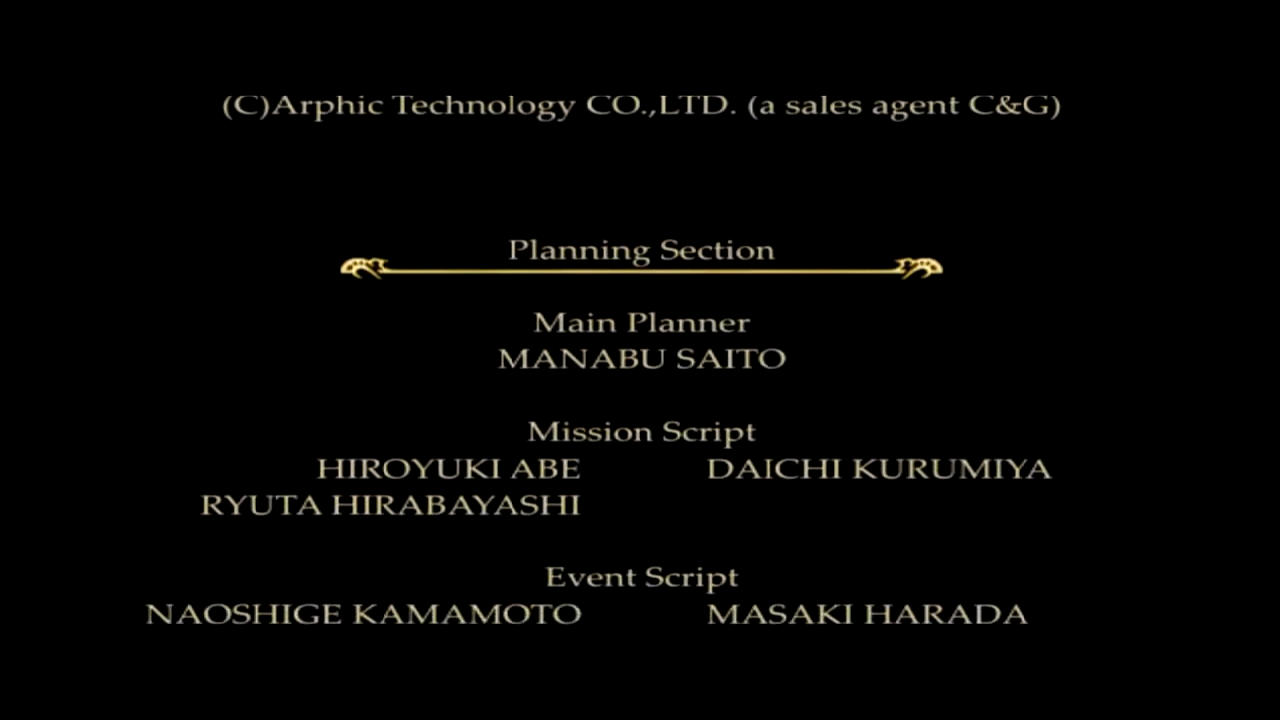 (C)Arphic Technology CO.,LTD. (a sales agent C&G)
Planning Section
Main Planner
MANABU SAITO
Mission Script
HIROYUKI ABE DAICHI KURUMIYA
RYUTA HIRABAYASHI
Event Script
NAOSHIGE KAMAMOTO MASAKI HARADA